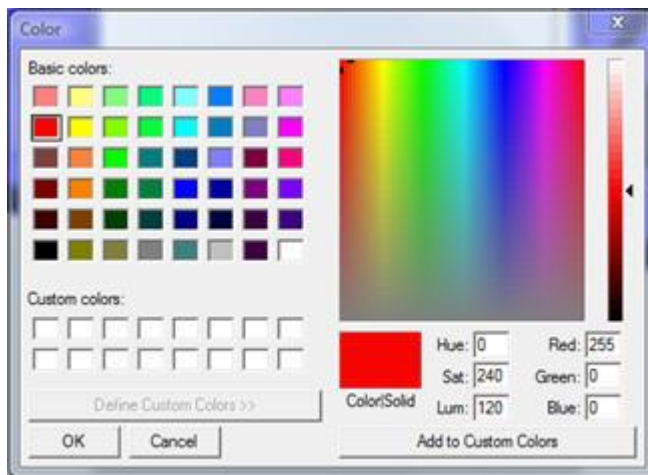 Color
Basic colors:
Custom colors:
Define Custom Colors >>
OK
Cancel
Color|Solid
Hue: 0
Sat: 240
Lum: 120
Red: 255
Green: 0
Blue: 0
Add to Custom Colors